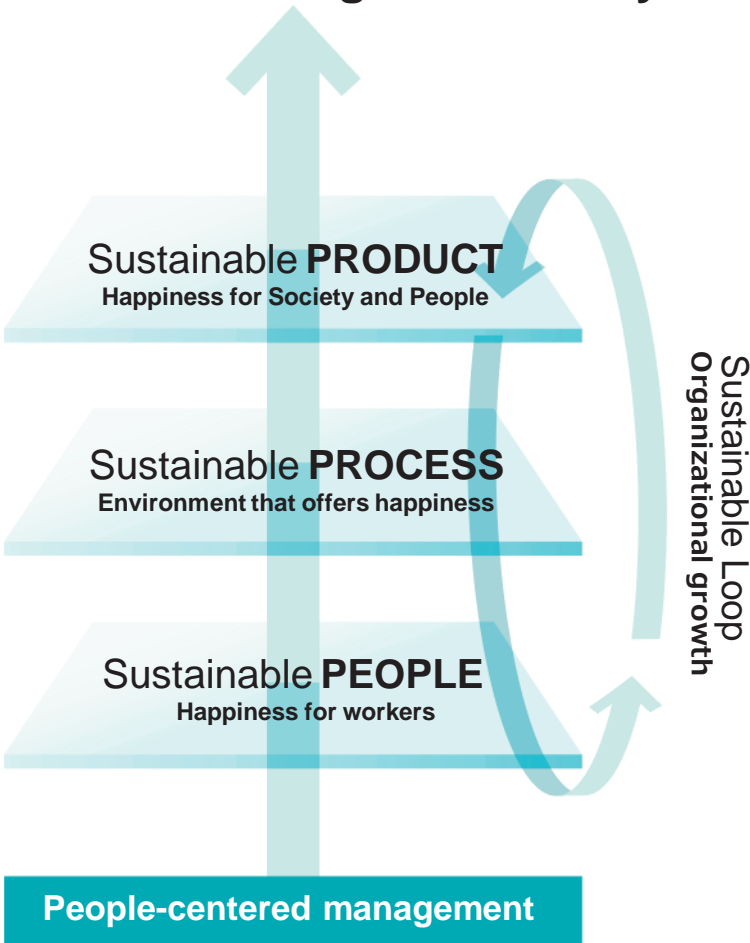 Sustainable PRODUCT
Happiness for Society and People
Sustainable PROCESS
Environment that offers happiness
Sustainable PEOPLE
Happiness for workers
Sustainable Loop
Organizational growth
People-centered management